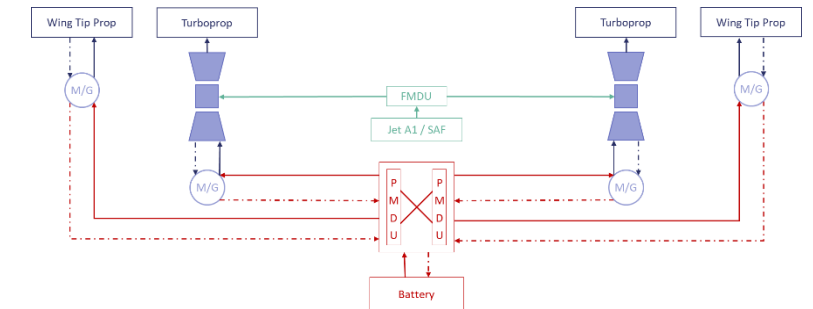 Wing Tip Prop
Turboprop
Turboprop
Wing Tip Prop
M/G
M/G
FMDU
Jet A1 / SAF
M/G
M/G
P
M
D
U
P
M
D
U
Battery